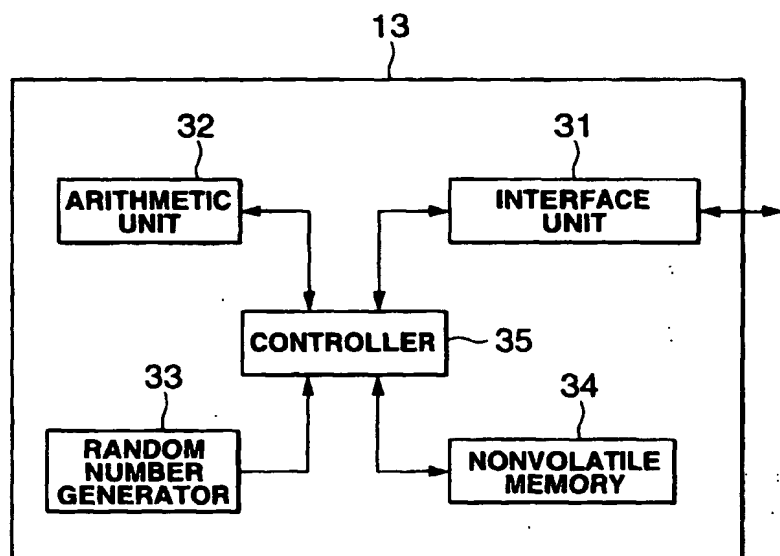 13
32
31
ARITHMETIC
UNIT
INTERFACE
UNIT
CONTROLLER
35
33
34
RANDOM
NUMBER
GENERATOR
NONVOLATILE
MEMORY